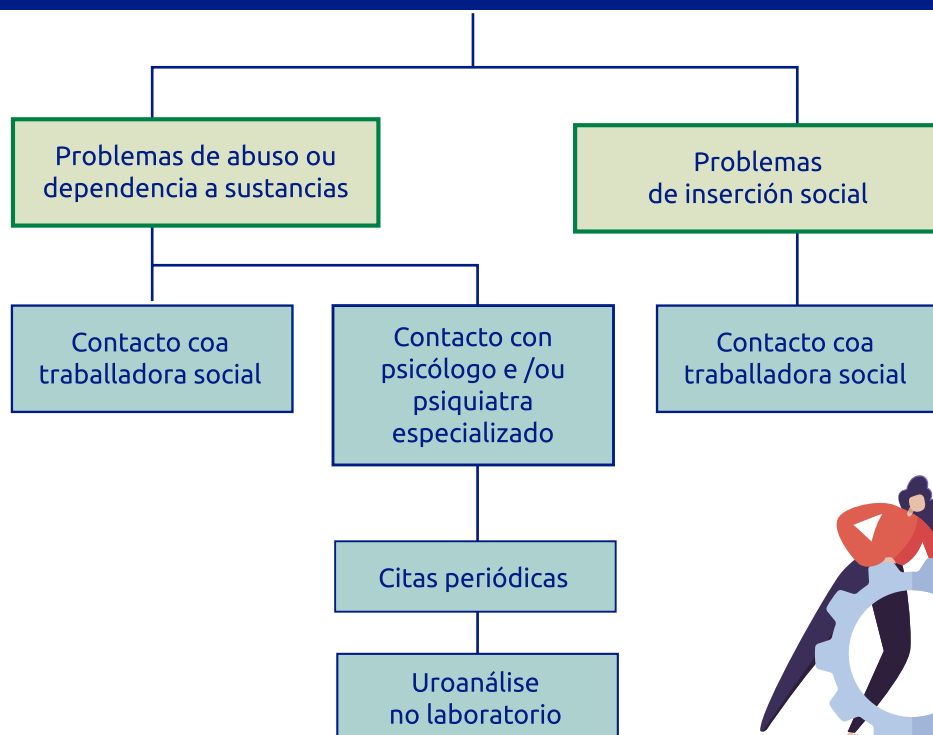 Problemas de abuso ou
dependencia a sustancias
Problemas
de inserción social
Contacto coa
traballadora social
Contacto con
psicólogo e /ou
psiquiatra
especializado
Contacto coa
traballadora social
Citas periódicas
Uroanálise
no laboratorio